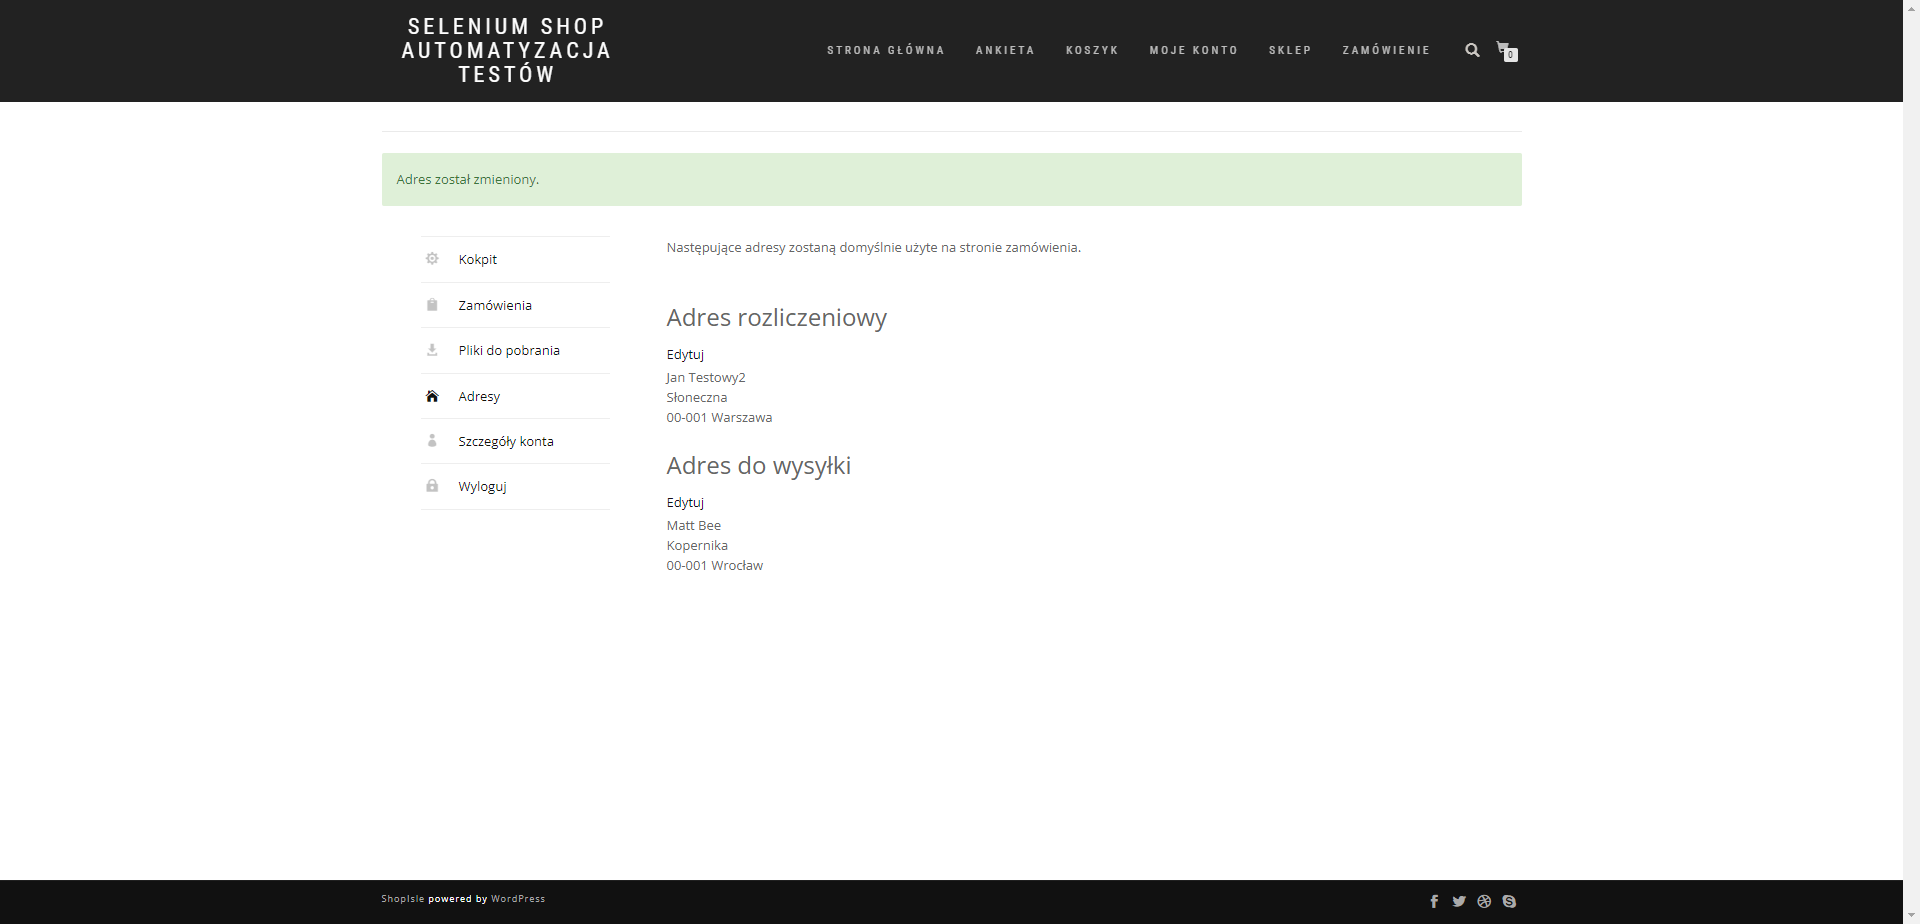 SELENIUM SHOP
AUTOMATYZACJA
TESTÓW
STRONA GŁÓWNA
ANKIETA
KOSZYK
MOJE KONTO
SKLEP
ZAMÓWIENIE
0
Adres został zmieniony.
Kokpit
Zamówienia
Pliki do pobrania
Adresy
Szczegóły konta
Wyloguj
Następujące adresy zostaną domyślnie użyte na stronie zamówienia.
Adres rozliczeniowy
Edytuj
Jan Testowy2
Słoneczna
00-001 Warszawa
Adres do wysyłki
Edytuj
Matt Bee
Kopernika
00-001 Wrocław
ShopIsle powered by WordPress